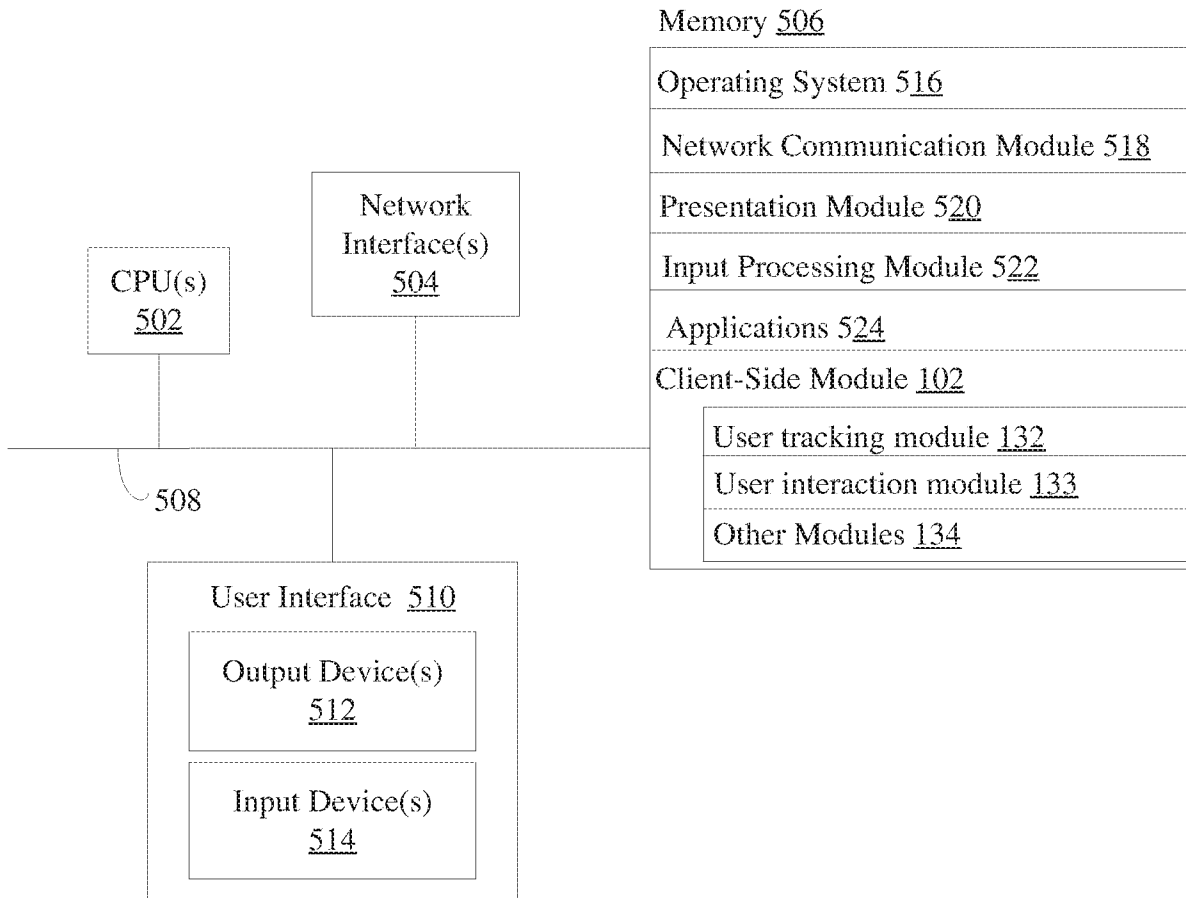 Memory 506
Operating System 516
Network Communication Module 518
Presentation Module 520
Input Processing Module 522
Applications 524
Client-Side Module 102
User tracking module 132
User interaction module 133
Other Modules 134
Network
Interface(s)
504
CPU(s)
502
508
User Interface 510
Output Device(s)
512
Input Device(s)
514